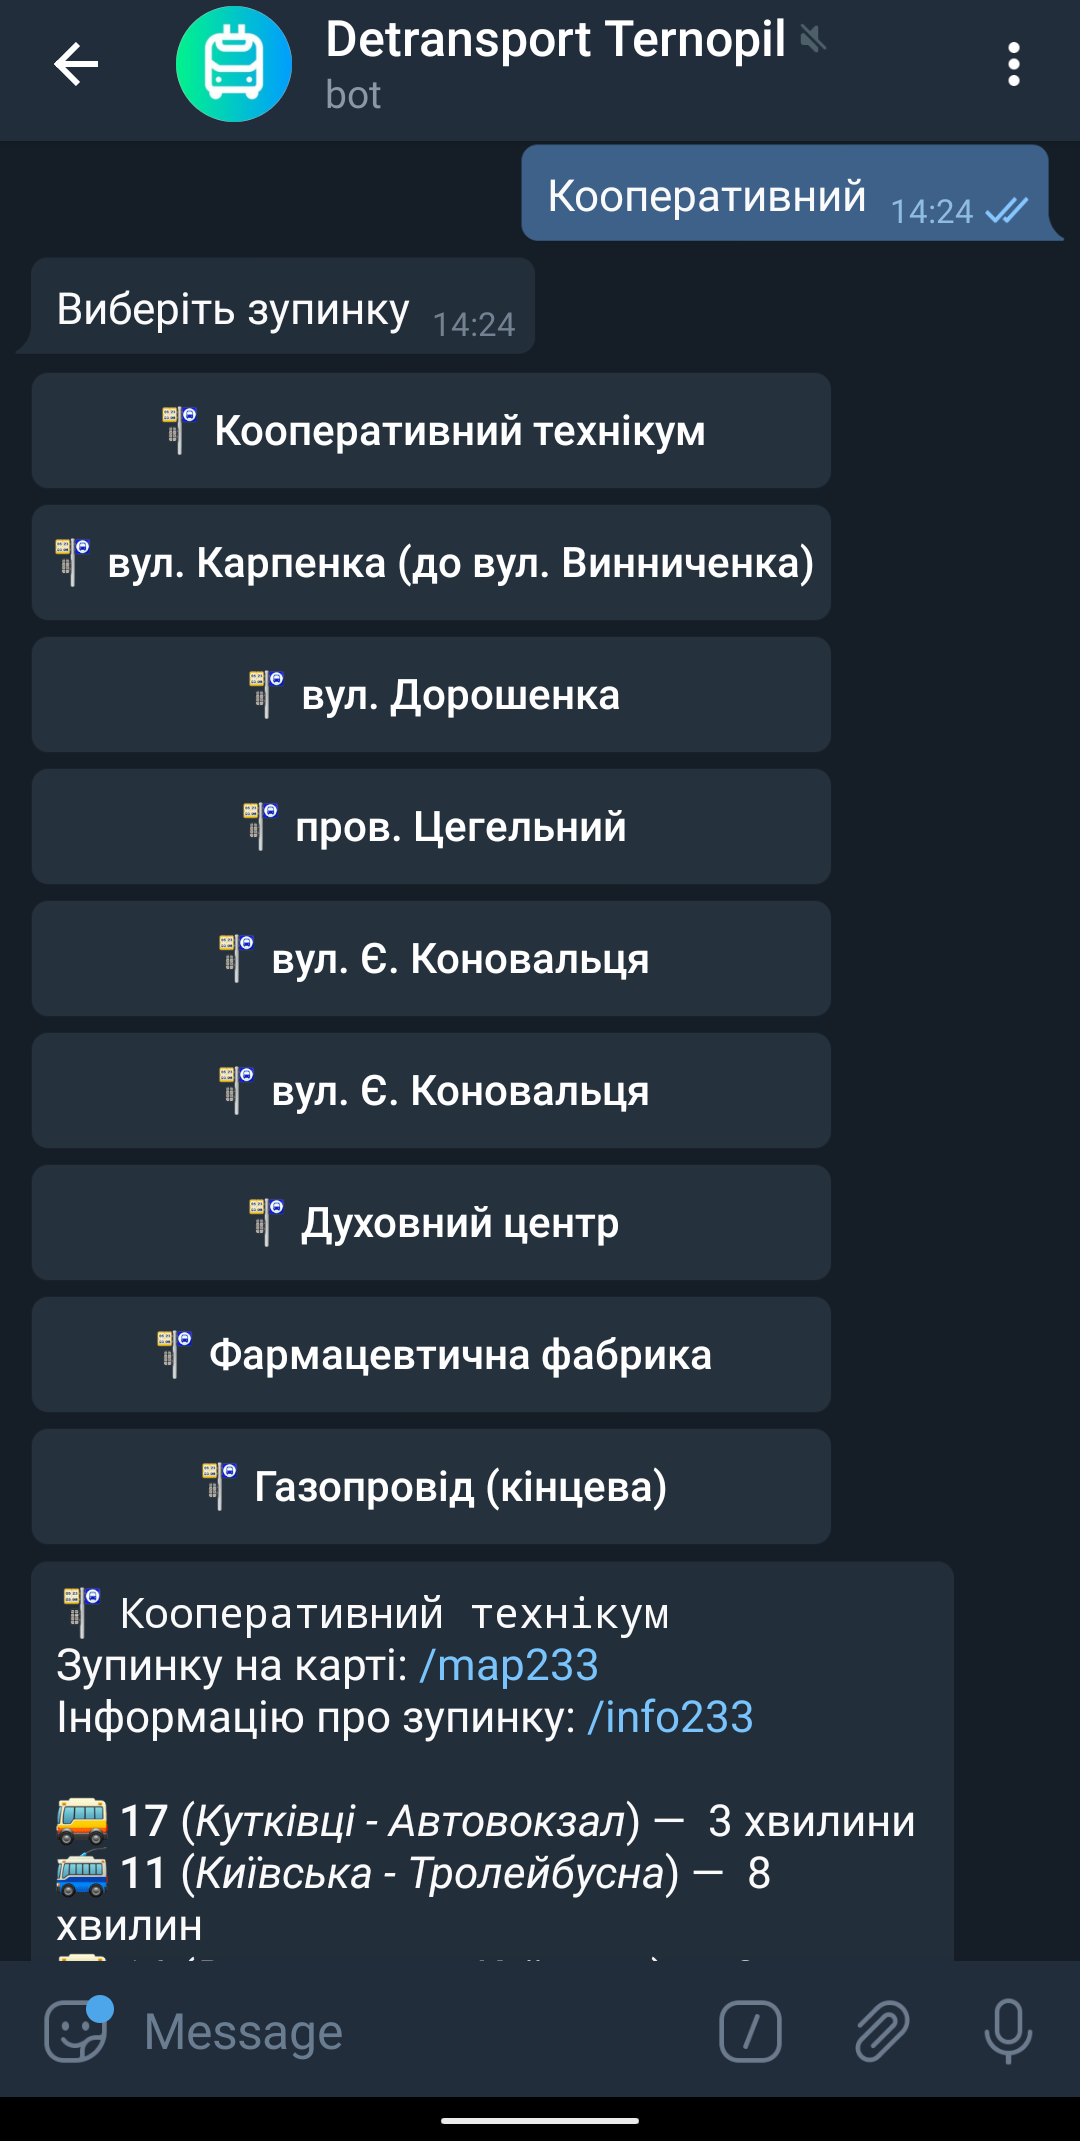 Detransport Ternopil
bot
Кооперативний 14:24
Виберіть зупинку 14:24
Кооперативний технікум
вул. Карпенка (до вул. Винниченка)
вул. Дорошенка
пров. Цегельний
вул. Є. Коновальця
вул. Є. Коновальця
Духовний центр
Фармацевтична фабрика
Газопровід (кінцева)
Кооперативний технікум
Зупинку на карті: /map233
Інформацію про зупинку: /info233
17 (Кутківці - Автовокзал) — 3 хвилини
11 (Київська - Тролейбусна) — 8
хвилин
Message